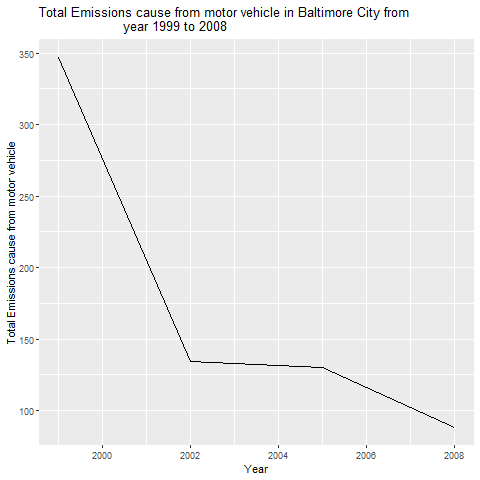 Total Emissions cause from motor vehicle in Baltimore City from
year 1999 to 2008
Total Emissions cause from motor vehicle
350
300
250
200
150
100
2000
2002
2004
2006
2008
Year